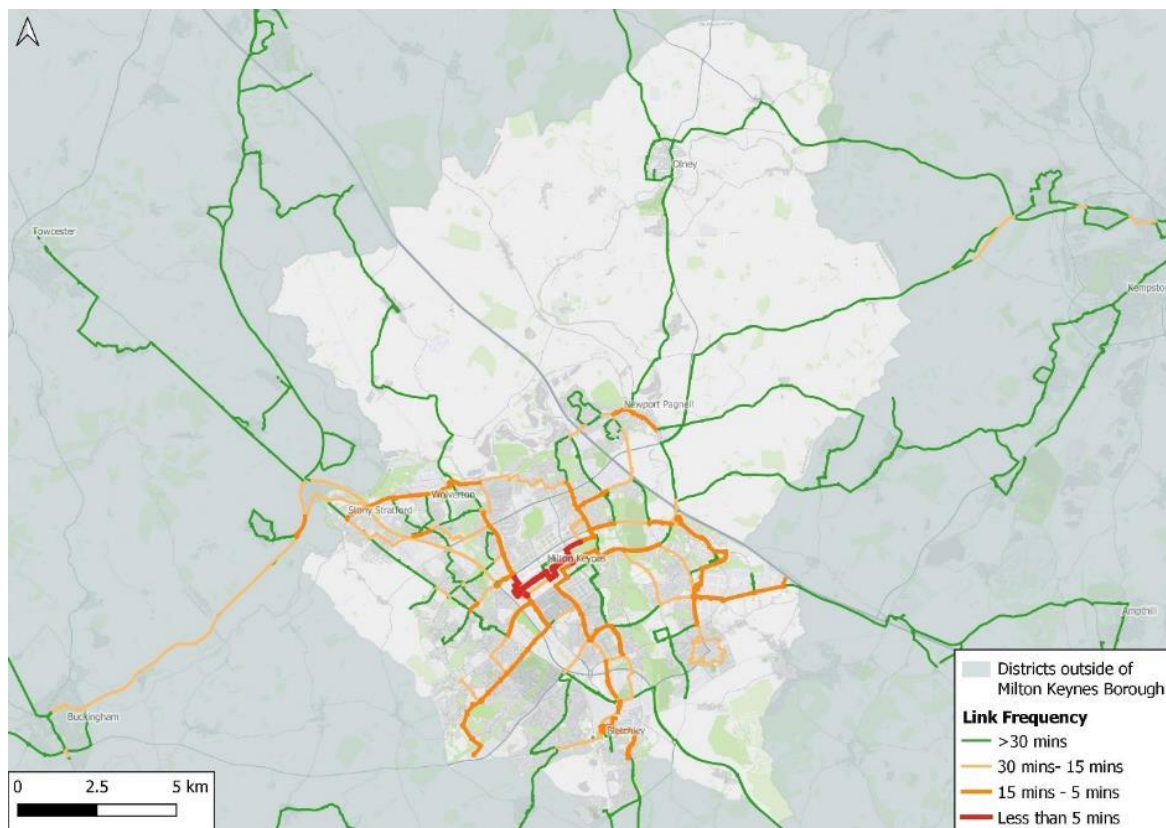 Olney
Towcester
Kempston
Newport Pagnell
Wolverton
Stony Stratford
Milton Keynes
Ampthill
Buckingham
Bletchley
0 2.5 5 km
Districts outside of
Milton Keynes Borough
Link Frequency
>30 mins
30 mins- 15 mins
15 mins - 5 mins
Less than 5 mins